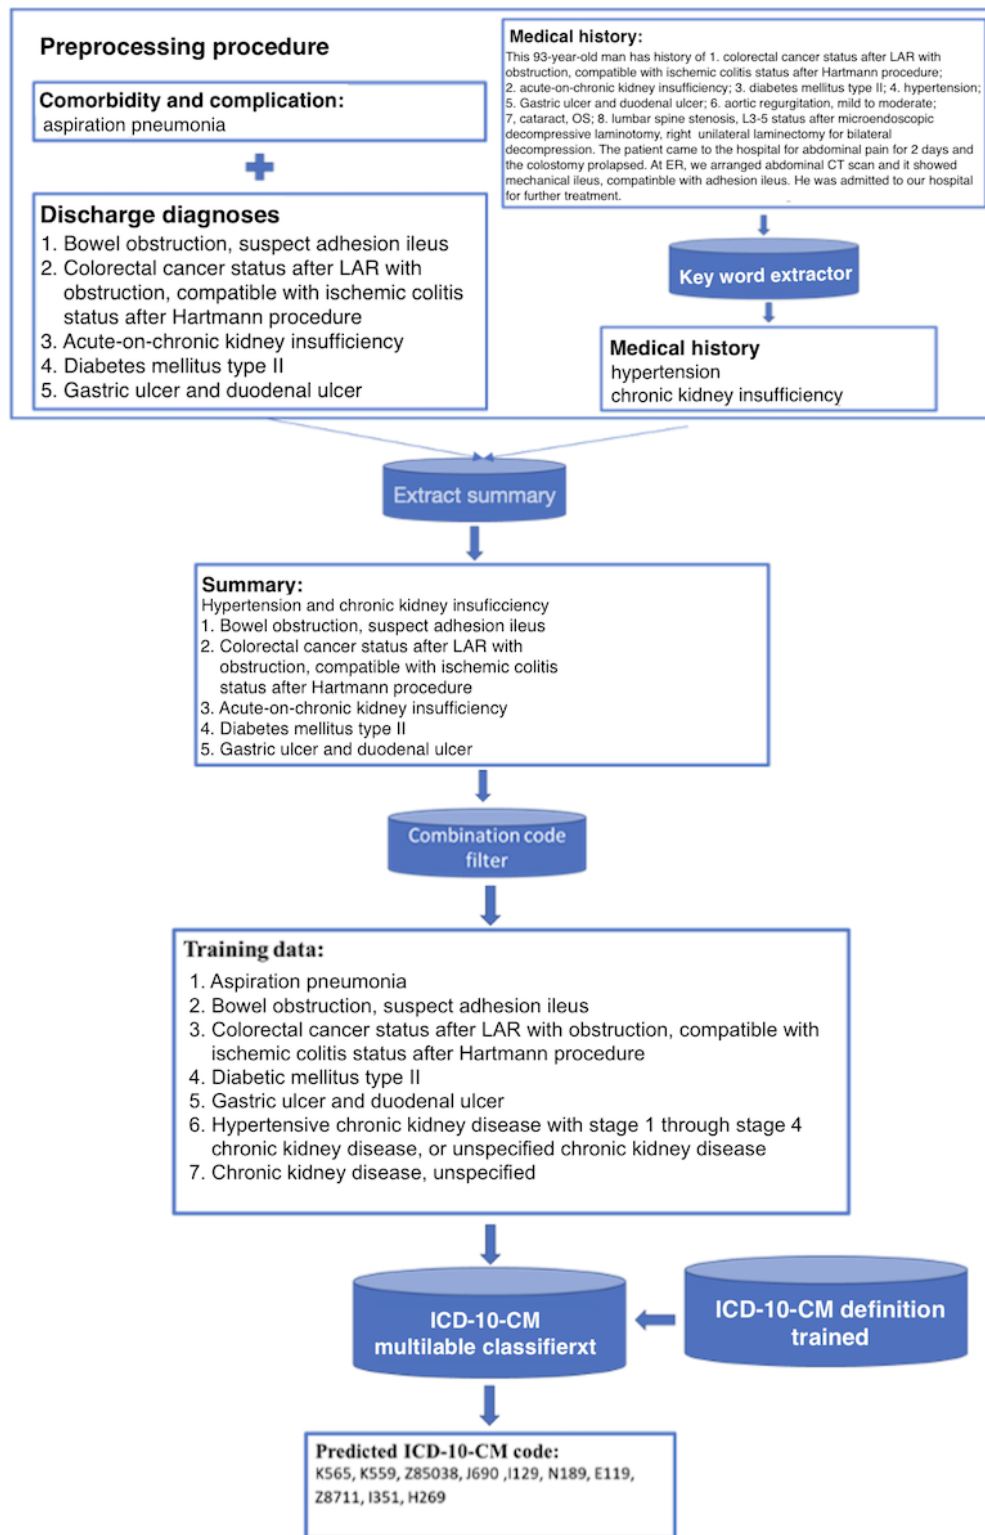 Preprocessing procedure
Comorbidity and complication:
aspiration pneumonia
Discharge diagnoses
1. Bowel obstruction, suspect adhesion ileus
2. Colorectal cancer status after LAR with
obstruction, compatible with ischemic colitis
status after Hartmann procedure
3. Acute-on-chronic kidney insufficiency
4. Diabetes mellitus type II
5. Gastric ulcer and duodenal ulcer
Medical history:
This 93-year-old man has history of 1. colorectal cancer status after LAR with
obstruction, compatible with ischemic colitis status after Hartmann procedure;
2. acute-on-chronic kidney insufficiency; 3. diabetes mellitus type II; 4. hypertension;
5. Gastric ulcer and duodenal ulcer; 6. aortic regurgitation, mild to moderate;
7, cataract, OS; 8. lumbar spine stenosis, L3-5 status after microendoscopic
decompressive laminotomy, right unilateral laminectomy for bilateral
decompression. The patient came to the hospital for abdominal pain for 2 days and
the colostomy prolapsed. At ER, we arranged abdominal CT scan and it showed
mechanical ileus, compatinble with adhesion ileus. He was admitted to our hospital
for further treatment.
Key word extractor
Medical history
hypertension
chronic kidney insufficiency
Extract summary
Summary:
Hypertension and chronic kidney insuficciency
1. Bowel obstruction, suspect adhesion ileus
2. Colorectal cancer status after LAR with
obstruction, compatible with ischemic colitis
status after Hartmann procedure
3. Acute-on-chronic kidney insufficiency
4. Diabetes mellitus type II
5. Gastric ulcer and duodenal ulcer
Combination code
filter
Training data:
1. Aspiration pneumonia
2. Bowel obstruction, suspect adhesion ileus
3. Colorectal cancer status after LAR with obstruction, compatible with
ischemic colitis status after Hartmann procedure
4. Diabetic mellitus type II
5. Gastric ulcer and duodenal ulcer
6. Hypertensive chronic kidney disease with stage 1 through stage 4
chronic kidney disease, or unspecified chronic kidney disease
7. Chronic kidney disease, unspecified
ICD-10-CM
multilable classifierxt
ICD-10-CM definition
trained
Predicted ICD-10-CM code:
K565, K559, Z85038, J690 ,I129, N189, E119,
Z8711, I351, H269